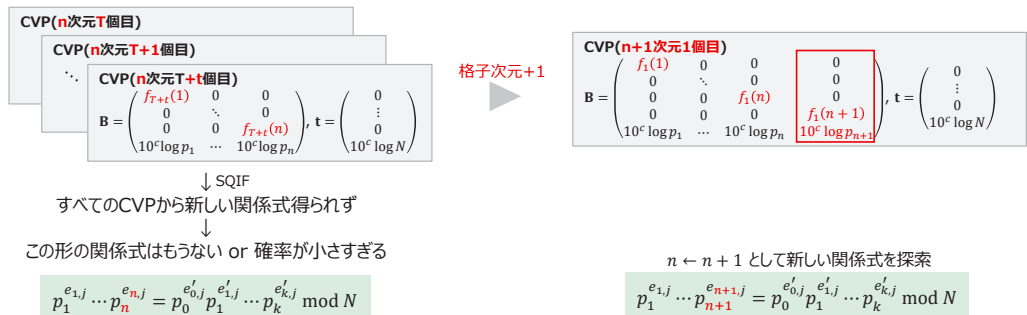 CVP(n次元T個目)
CVP(n次元T+1個目)
⋱
CVP(n次元T+t個目)
B = ( f_{T+t}(1) 0 0
0 ⋱ 0
0 0 f_{T+t}(n)
10^c log p_1 ⋯ 10^c log p_n ), t = ( 0
⋮
0
10^c log N )
↓ SQIF
すべてのCVPから新しい関係式得られず
↓
この形の関係式はもうない or 確率が小さすぎる
p_1^{e_{1,j}} ⋯ p_n^{e_{n,j}} = p_0^{e'_{0,j}} p_1^{e'_{1,j}} ⋯ p_k^{e'_{k,j}} mod N
格子次元+1
CVP(n+1次元1個目)
B = ( f_1(1) 0 0 0
0 ⋱ 0 0
0 0 f_1(n) 0
0 0 0 f_1(n + 1)
10^c log p_1 ⋯ 10^c log p_n 10^c log p_{n+1} ), t = ( 0
0
⋮
0
10^c log N )
n ← n + 1 として新しい関係式を探索
p_1^{e_{1,j}} ⋯ p_{n+1}^{e_{n+1,j}} = p_0^{e'_{0,j}} p_1^{e'_{1,j}} ⋯ p_k^{e'_{k,j}} mod N